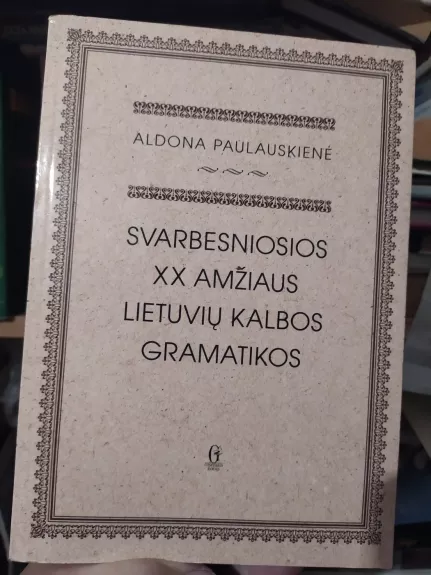 ALDONA PAULAUSKIENĖ
SVARBESNIOSIOS
XX AMŽIAUS
LIETUVIŲ KALBOS
GRAMATIKOS
G